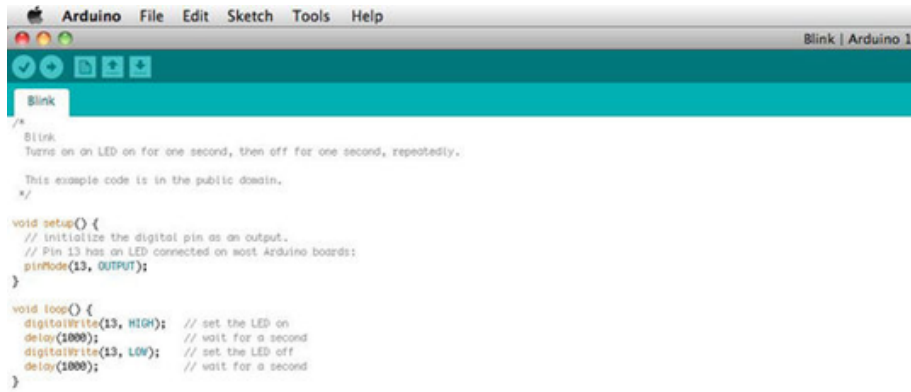 Arduino File Edit Sketch Tools Help
Blink | Arduino 1
Blink
/*
  Blink
  Turns on an LED on for one second, then off for one second, repeatedly.

  This example code is in the public domain.
 */

void setup() {
  // initialize the digital pin as an output.
  // Pin 13 has an LED connected on most Arduino boards:
  pinMode(13, OUTPUT);
}

void loop() {
  digitalWrite(13, HIGH);   // set the LED on
  delay(1000);              // wait for a second
  digitalWrite(13, LOW);    // set the LED off
  delay(1000);              // wait for a second
}